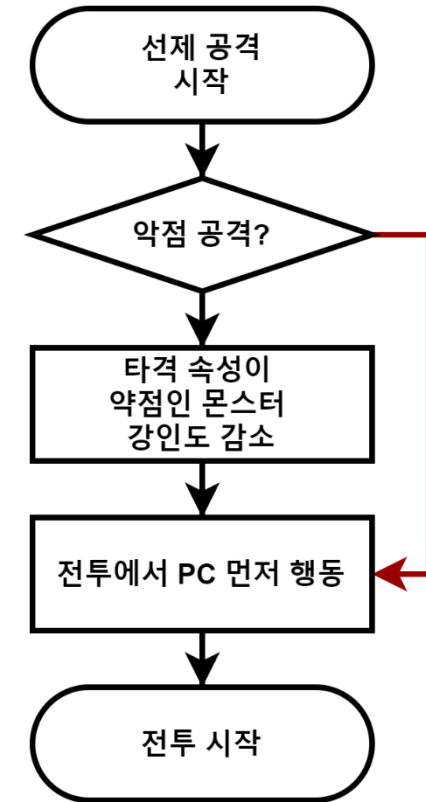 선제 공격
시작
악점 공격?
타격 속성이
약점인 몬스터
강인도 감소
전투에서 PC 먼저 행동
전투 시작